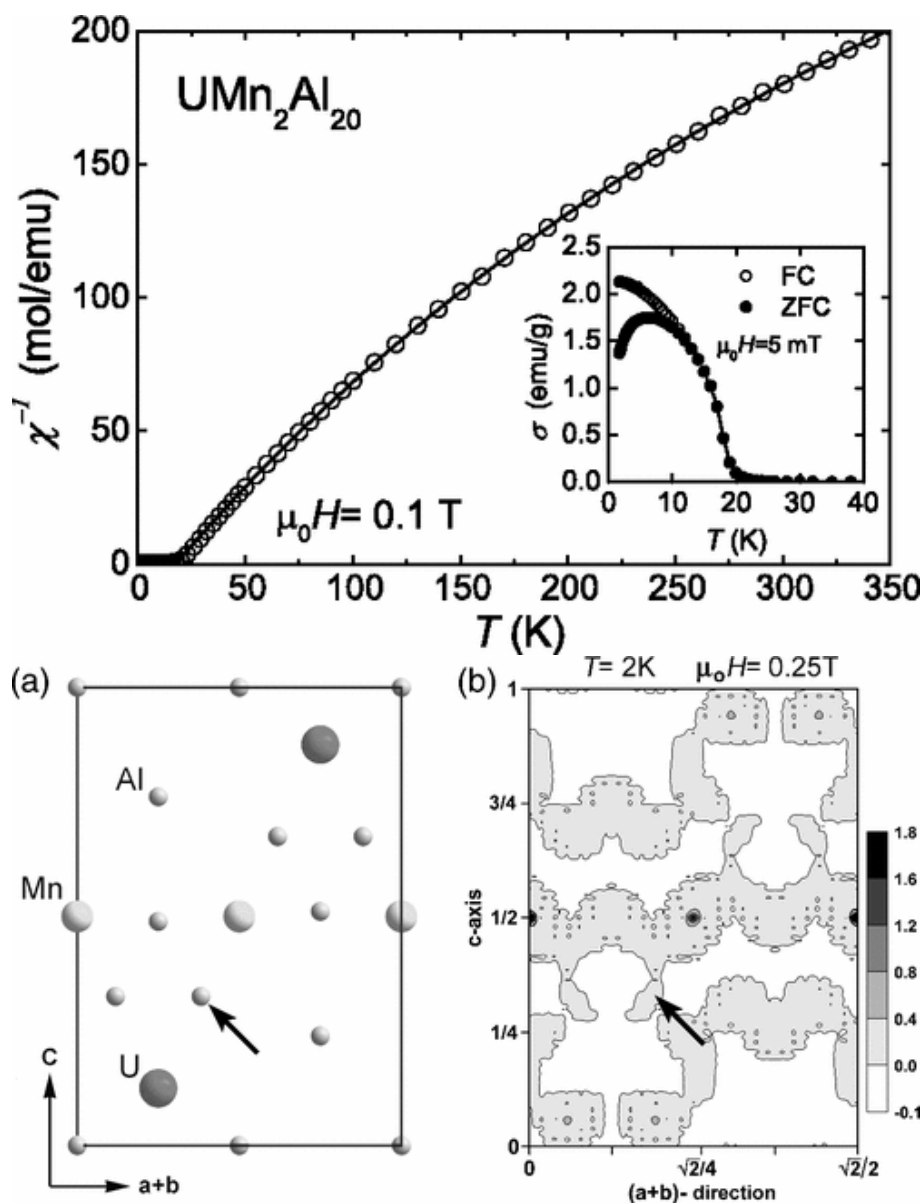 UMn₂Al₂₀
χ⁻¹ (mol/emu)
200
150
100
50
0
0 50 100 150 200 250 300 350
T (K)
μ₀H= 0.1 T
σ (emu/g)
2.5
2.0
1.5
1.0
0.5
0.0
0 10 20 30 40
T (K)
FC
ZFC
μ₀H=5 mT
(a)
Al
Mn
U
c
a+b
(b)
T= 2K μ₀H= 0.25T
c-axis
1
3/4
1/2
1/4
0
0 √2/4 √2/2
(a+b)- direction
1.8
1.6
1.2
0.8
0.4
0.0
-0.1